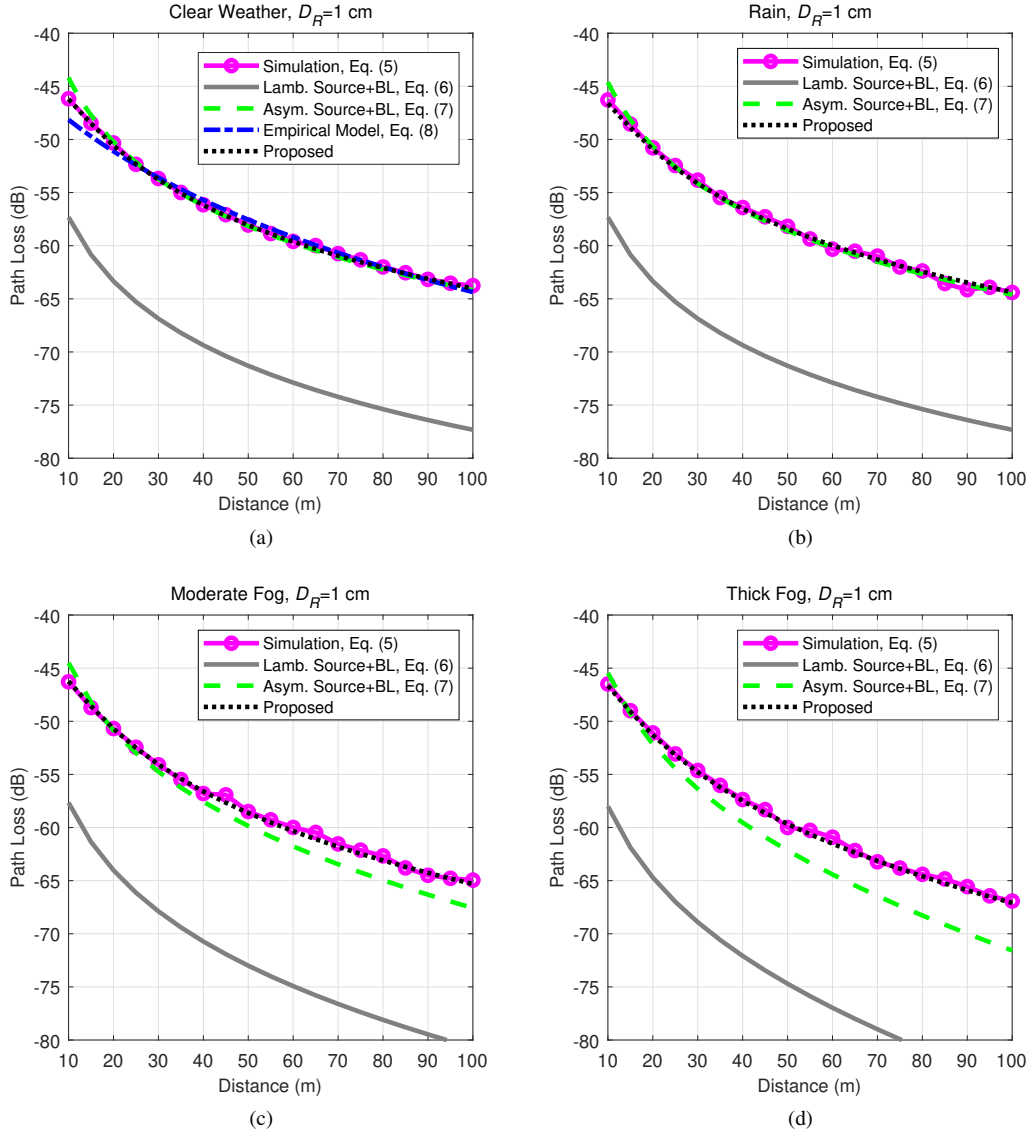 Clear Weather, D_R=1 cm
-40
-45
-50
-55
-60
-65
-70
-75
-80
Path Loss (dB)
Simulation, Eq. (5)
Lamb. Source+BL, Eq. (6)
Asym. Source+BL, Eq. (7)
Empirical Model, Eq. (8)
Proposed
10 20 30 40 50 60 70 80 90 100
Distance (m)
(a)
Rain, D_R=1 cm
-40
-45
-50
-55
-60
-65
-70
-75
-80
Path Loss (dB)
Simulation, Eq. (5)
Lamb. Source+BL, Eq. (6)
Asym. Source+BL, Eq. (7)
Proposed
10 20 30 40 50 60 70 80 90 100
Distance (m)
(b)
Moderate Fog, D_R=1 cm
-40
-45
-50
-55
-60
-65
-70
-75
-80
Path Loss (dB)
Simulation, Eq. (5)
Lamb. Source+BL, Eq. (6)
Asym. Source+BL, Eq. (7)
Proposed
10 20 30 40 50 60 70 80 90 100
Distance (m)
(c)
Thick Fog, D_R=1 cm
-40
-45
-50
-55
-60
-65
-70
-75
-80
Path Loss (dB)
Simulation, Eq. (5)
Lamb. Source+BL, Eq. (6)
Asym. Source+BL, Eq. (7)
Proposed
10 20 30 40 50 60 70 80 90 100
Distance (m)
(d)